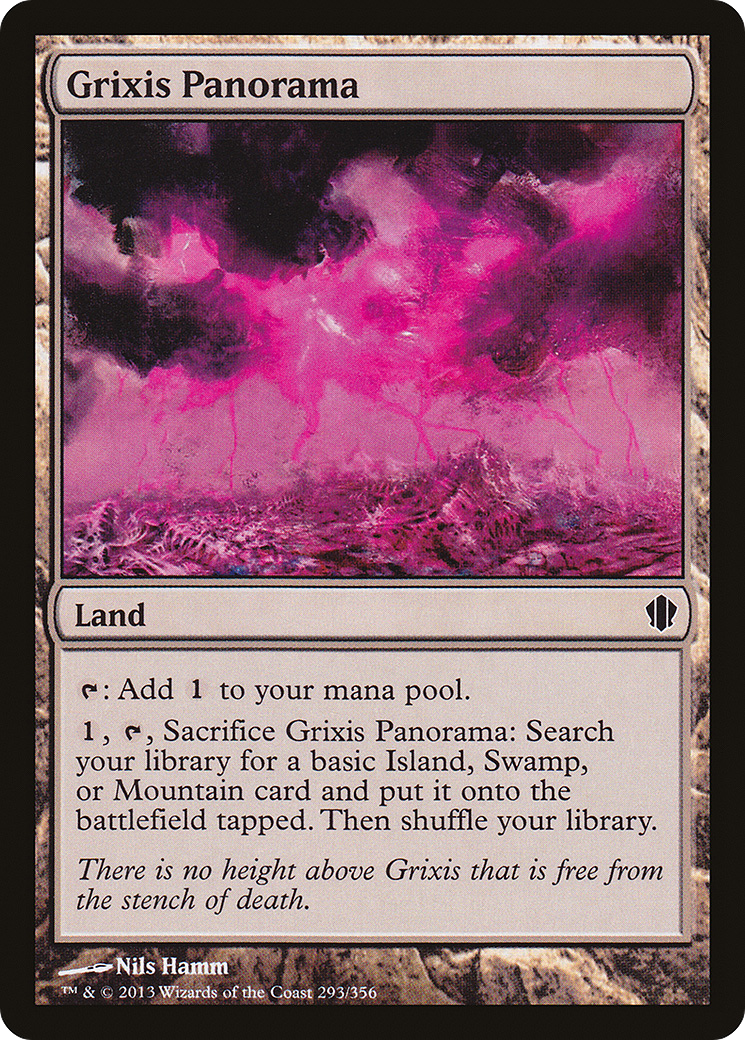 Grixis Panorama
Land
: Add 1 to your mana pool.
1, , Sacrifice Grixis Panorama: Search
your library for a basic Island, Swamp,
or Mountain card and put it onto the
battlefield tapped. Then shuffle your library.
There is no height above Grixis that is free from
the stench of death.
Nils Hamm
™ & © 2013 Wizards of the Coast 293/356